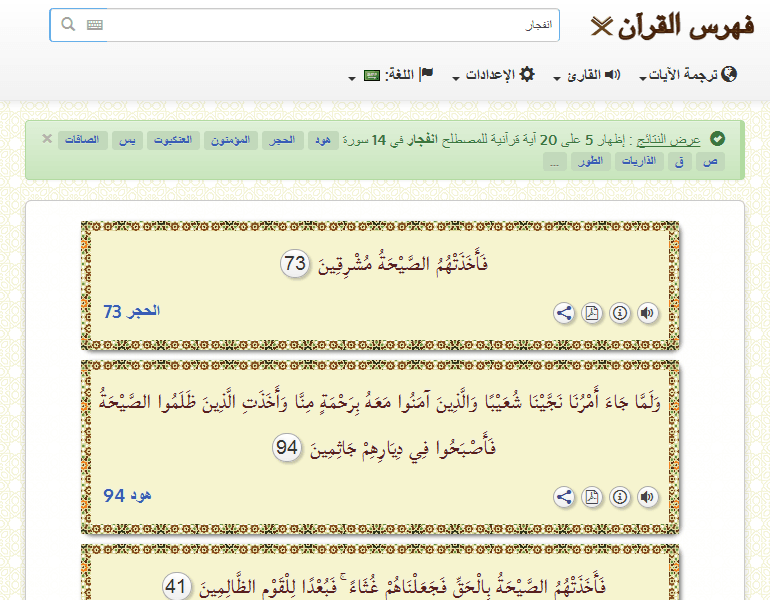 فهرس القرآن
انفجار
ترجمة الآيات
القارئ
الإعدادات
اللغة:
عرض النتائج : إظهار 5 على 20 آية قرآنية للمصطلح انفجار في 14 سورة هود الحجر المؤمنون العنكبوت يس الصافات ×
ص ق الذاريات الطور ...
فَأَخَذَتْهُمُ الصَّيْحَةُ مُشْرِقِينَ 73
الحجر 73
وَلَمَّا جَاءَ أَمْرُنَا نَجَّيْنَا شُعَيْبًا وَالَّذِينَ آمَنُوا مَعَهُ بِرَحْمَةٍ مِنَّا وَأَخَذَتِ الَّذِينَ ظَلَمُوا الصَّيْحَةُ
فَأَصْبَحُوا فِي دِيَارِهِمْ جَاثِمِينَ 94
هود 94
فَأَخَذَتْهُمُ الصَّيْحَةُ بِالْحَقِّ فَجَعَلْنَاهُمْ غُثَاءً ۚ فَبُعْدًا لِلْقَوْمِ الظَّالِمِينَ 41